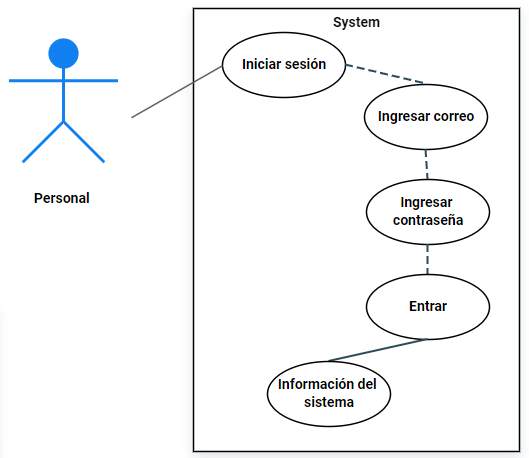 System
Iniciar sesión
Ingresar correo
Personal
Ingresar
contraseña
Entrar
Información del
sistema